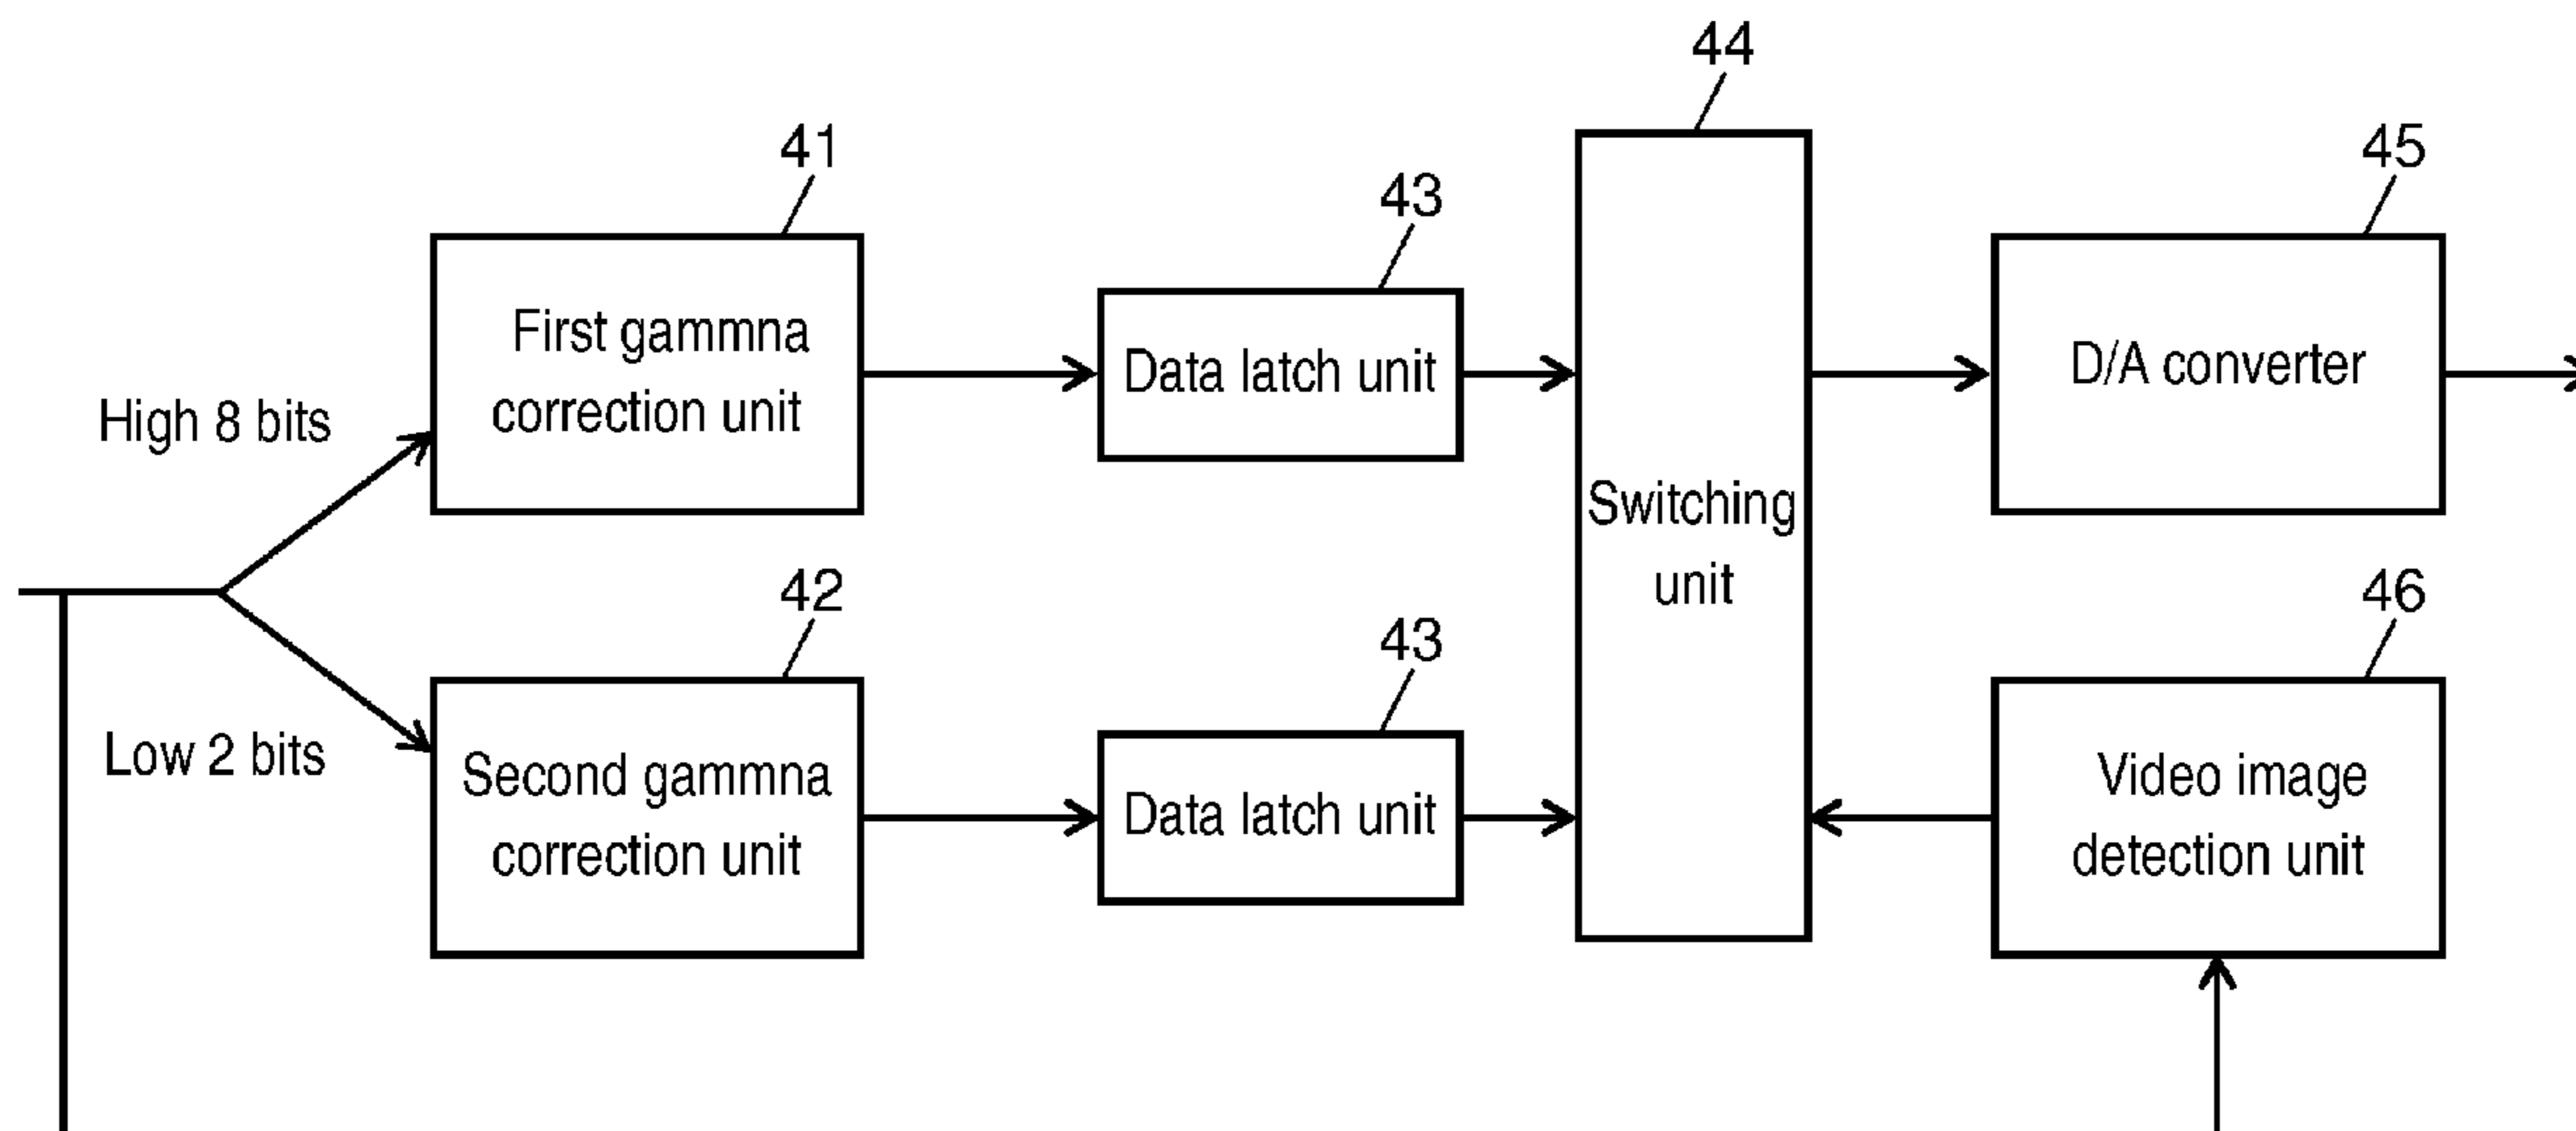 44
41
45
43
First gammna
correction unit
Data latch unit
D/A converter
High 8 bits
Switching
unit
42
46
43
Low 2 bits
Second gammna
correction unit
Data latch unit
Video image
detection unit